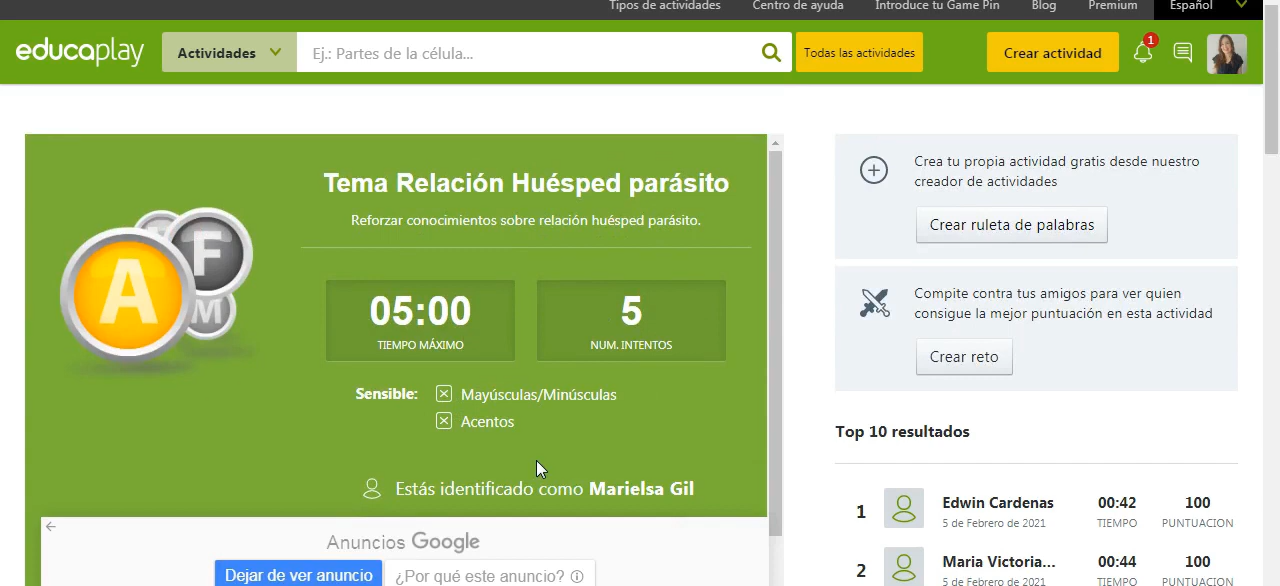 Tipos de actividades Centro de ayuda Introduce tu Game Pin Blog Premium Español
educaplay Actividades Ej.: Partes de la célula... Todas las actividades Crear actividad 1
Tema Relación Huésped parásito
Reforzar conocimientos sobre relación huésped parásito.
A F M
05:00 5
TIEMPO MÁXIMO NUM. INTENTOS
Sensible: Mayúsculas/Minúsculas
Acentos
Estás identificado como Marielsa Gil
Anuncios Google
Dejar de ver anuncio ¿Por qué este anuncio?
Crea tu propia actividad gratis desde nuestro
creador de actividades
Crear ruleta de palabras
Compite contra tus amigos para ver quien
consigue la mejor puntuación en esta actividad
Crear reto
Top 10 resultados
1 Edwin Cardenas 00:42 100
5 de Febrero de 2021 TIEMPO PUNTUACION
2 Maria Victoria... 00:44 100
5 de Febrero de 2021 TIEMPO PUNTUACION